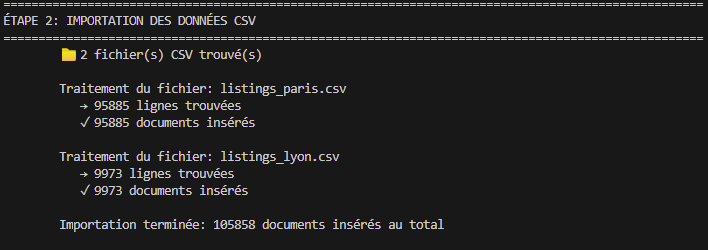 ================================================================================
ÉTAPE 2: IMPORTATION DES DONNÉES CSV
================================================================================
📁 2 fichier(s) CSV trouvé(s)
Traitement du fichier: listings_paris.csv
→ 95885 lignes trouvées
✓ 95885 documents insérés
Traitement du fichier: listings_lyon.csv
→ 9973 lignes trouvées
✓ 9973 documents insérés
Importation terminée: 105858 documents insérés au total